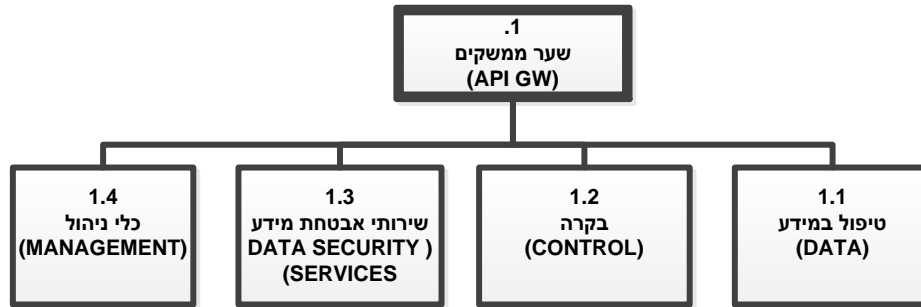 .1
שער ממשקים
(API GW)
1.1
טיפול במידע
(DATA)
1.2
בקרה
(CONTROL)
1.3
שירותי אבטחת מידע
DATA SECURITY )
(SERVICES
1.4
כלי ניהול
(MANAGEMENT)